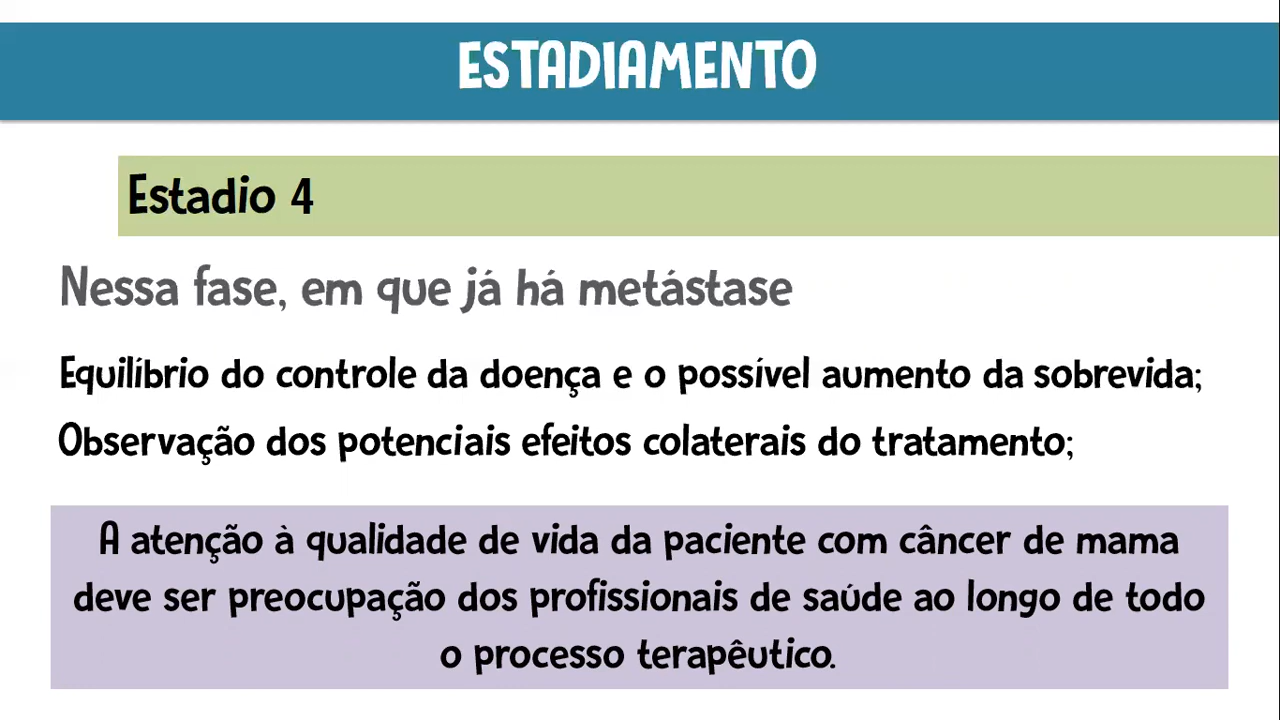 ESTADIAMENTO
Estadio 4
Nessa fase, em que já há metástase
Equilíbrio do controle da doença e o possível aumento da sobrevida;
Observação dos potenciais efeitos colaterais do tratamento;
A atenção à qualidade de vida da paciente com câncer de mama
deve ser preocupação dos profissionais de saúde ao longo de todo
o processo terapêutico.